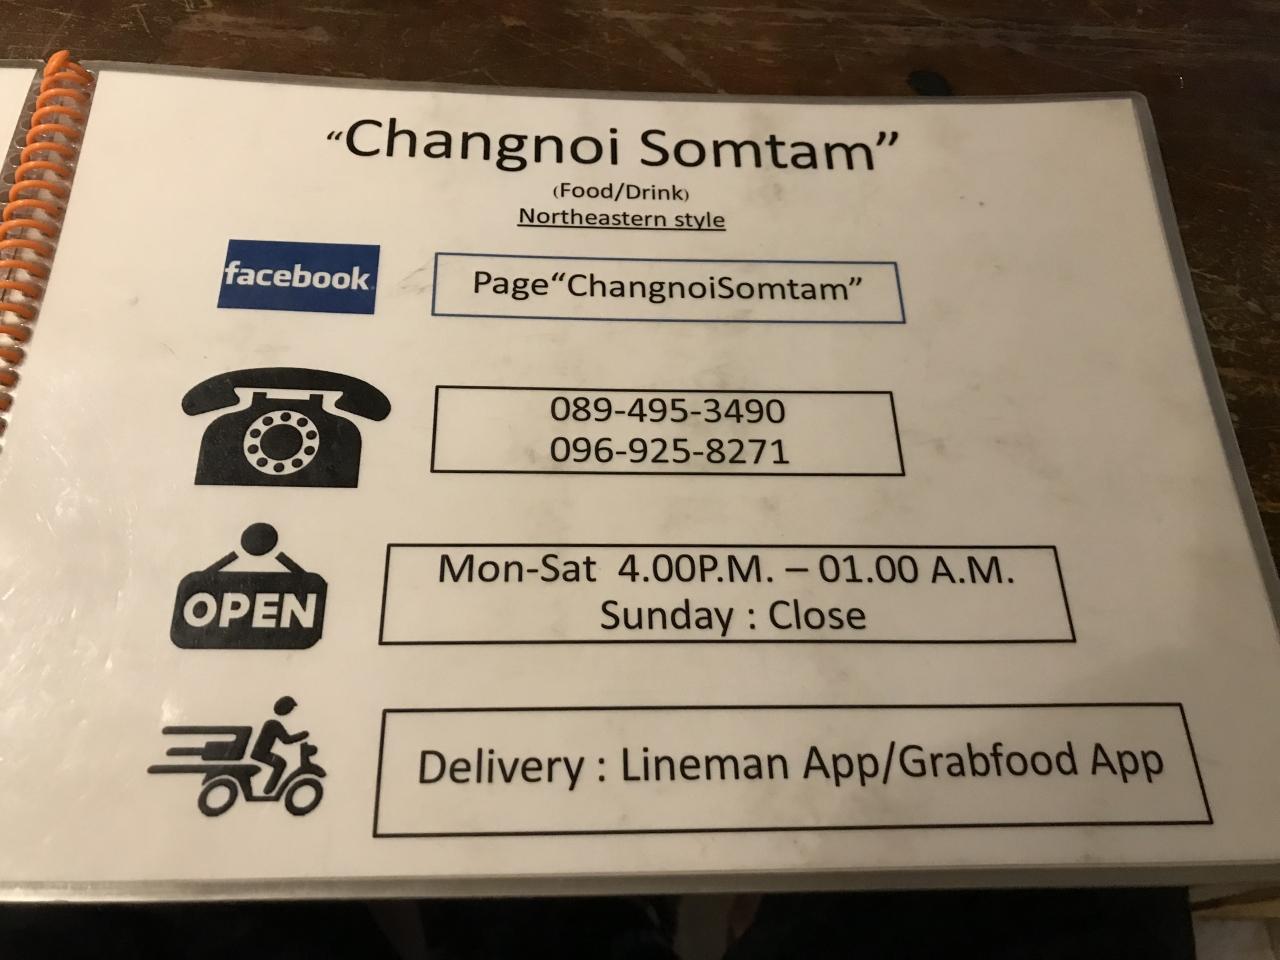 “Changnoi Somtam”
(Food/Drink)
Northeastern style
facebook
Page“ChangnoiSomtam”
089-495-3490
096-925-8271
OPEN
Mon-Sat 4.00P.M. – 01.00 A.M.
Sunday : Close
Delivery : Lineman App/Grabfood App